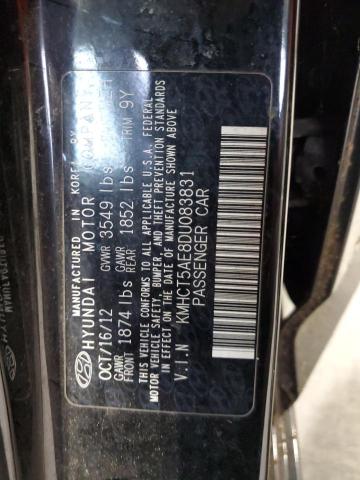 MANUFACTURED IN KOREA BY
HYUNDAI MOTOR COMPANY
OCT/16/12 GVWR 3549 lbs
GAWR FRONT 1874 lbs GAWR REAR 1852 lbs TRIM 9Y
THIS VEHICLE CONFORMS TO ALL APPLICABLE U.S.A. FEDERAL
MOTOR VEHICLE SAFETY, BUMPER, AND THEFT PREVENTION STANDARDS
IN EFFECT ON THE DATE OF MANUFACTURE SHOWN ABOVE
V.I.N KMHCT5AE8DU083831
PASSENGER CAR